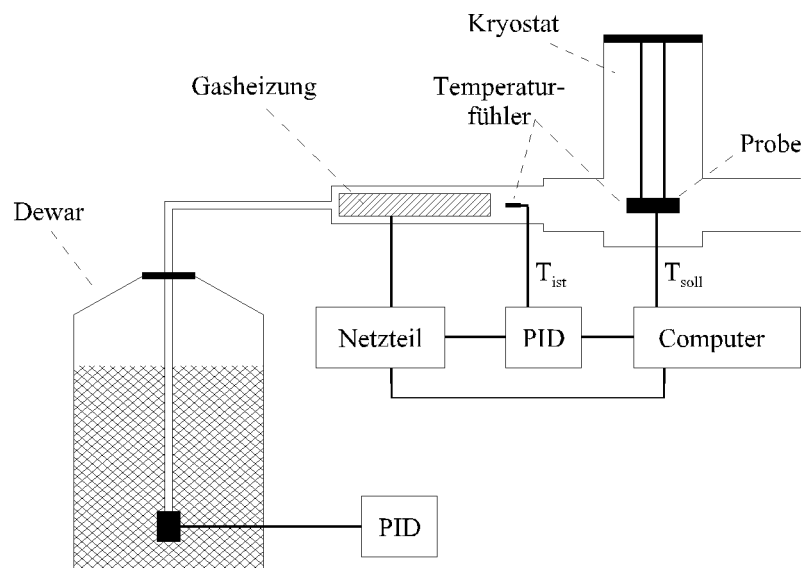 Kryostat
Gasheizung
Temperatur-
fühler
Probe
Dewar
T_ist
T_soll
Netzteil
PID
Computer
PID